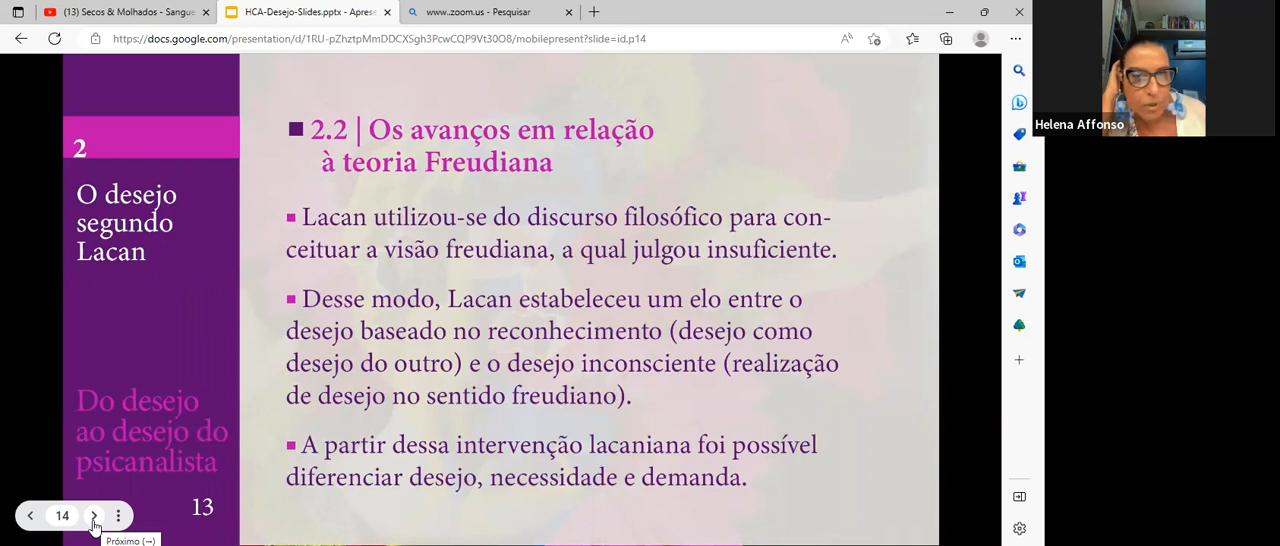 (13) Secos & Molhados - Sangue
HCA-Desejo-Slides.pptx - Aprese
www..zoom.us - Pesquisar
https://docs.google.com/presentation/d/1RU-pZhztpMmDDCXSgh3PcwCQP9Vt30O8/mobilepresent?slide=id.p14
Helena Affonso
2
O desejo
segundo
Lacan
Do desejo
ao desejo do
psicanalista
13
2.2 | Os avanços em relação
à teoria Freudiana
Lacan utilizou-se do discurso filosófico para con-
ceituar a visão freudiana, a qual julgou insuficiente.
Desse modo, Lacan estabeleceu um elo entre o
desejo baseado no reconhecimento (desejo como
desejo do outro) e o desejo inconsciente (realização
de desejo no sentido freudiano).
A partir dessa intervenção lacaniana foi possível
diferenciar desejo, necessidade e demanda.
14
Próximo (→)